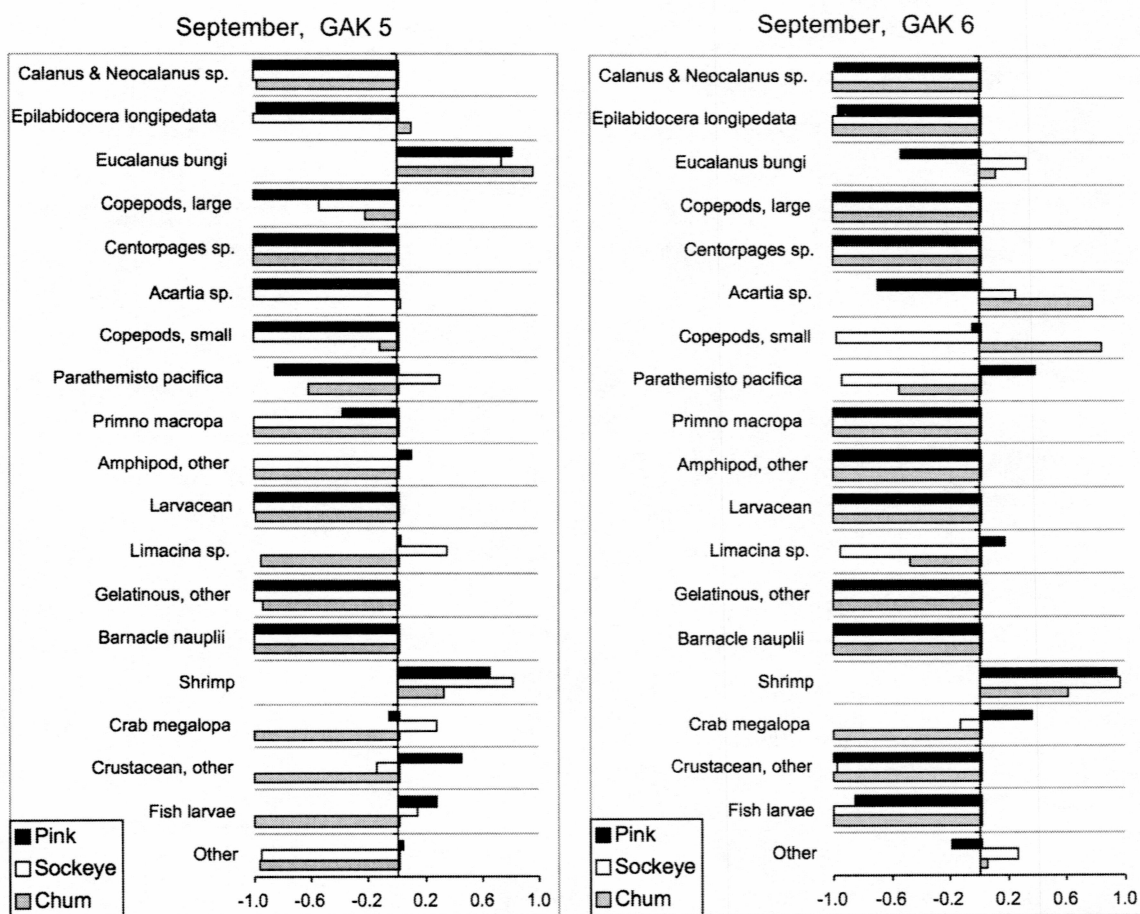 September, GAK 5
Calanus & Neocalanus sp.
Epilabidocera longipedata
Eucalanus bungi
Copepods, large
Centorpages sp.
Acartia sp.
Copepods, small
Parathemisto pacifica
Primno macropa
Amphipod, other
Larvacean
Limacina sp.
Gelatinous, other
Barnacle nauplii
Shrimp
Crab megalopa
Crustacean, other
Fish larvae
Other
Pink
Sockeye
Chum
-1.0 -0.6 -0.2 0.2 0.6 1.0
September, GAK 6
Calanus & Neocalanus sp.
Epilabidocera longipedata
Eucalanus bungi
Copepods, large
Centorpages sp.
Acartia sp.
Copepods, small
Parathemisto pacifica
Primno macropa
Amphipod, other
Larvacean
Limacina sp.
Gelatinous, other
Barnacle nauplii
Shrimp
Crab megalopa
Crustacean, other
Fish larvae
Other
Pink
Sockeye
Chum
-1.0 -0.6 -0.2 0.2 0.6 1.0